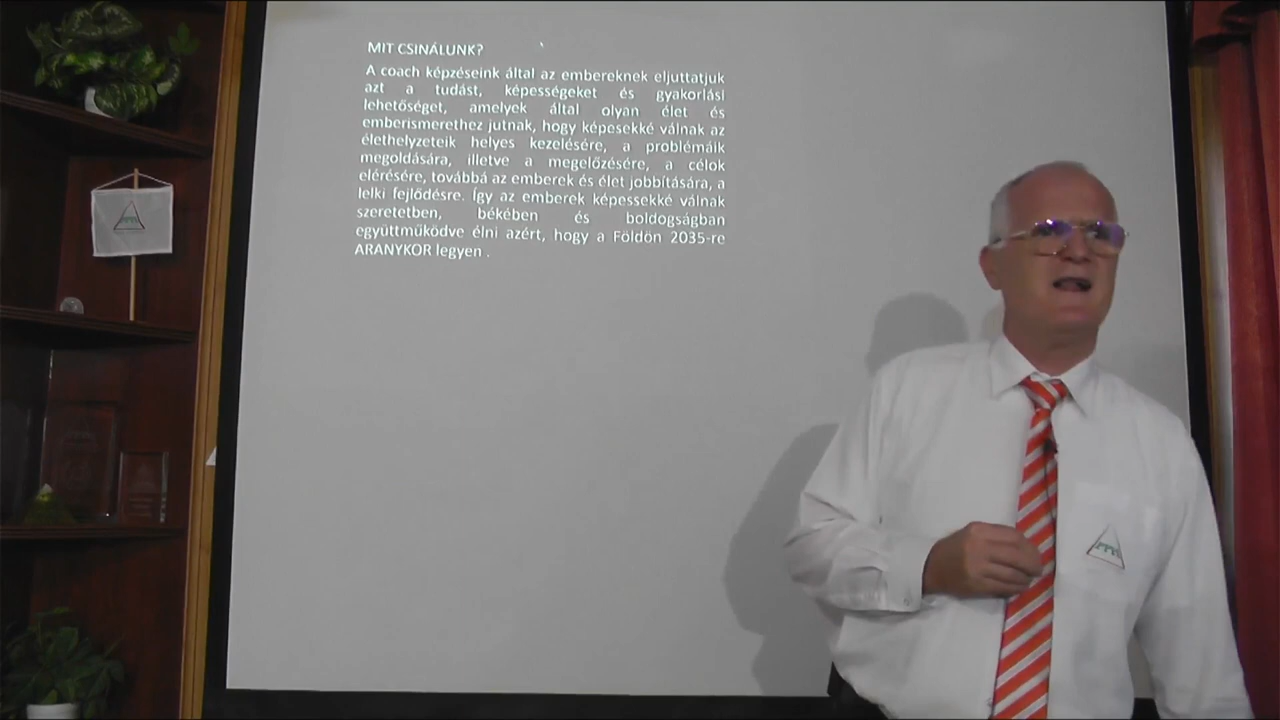 MIT CSINÁLUNK?
A coach képzéseink által az embereknek eljuttatjuk
azt a tudást, képességeket és gyakorlási
lehetőséget, amelyek által olyan élet és
emberismerethez jutnak, hogy képesekké válnak az
élethelyzeteik helyes kezelésére, a problémáik
megoldására, illetve a megelőzésére, a célok
elérésére, továbbá az emberek és élet jobbítására, a
lelki fejlődésre. Így az emberek képessekké válnak
szeretetben, békében és boldogságban
együttműködve élni azért, hogy a Földön 2035-re
ARANYKOR legyen .